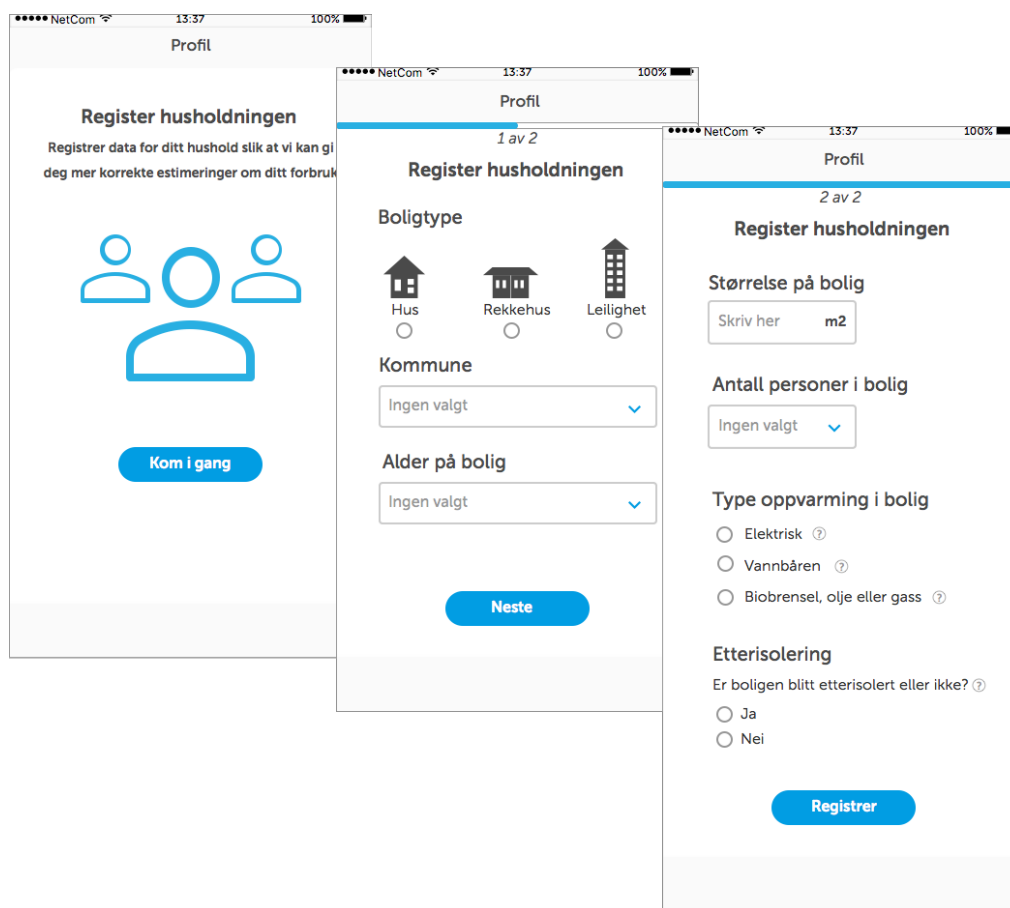 NetCom 13:37 100%
Profil
Register husholdningen
Registrer data for ditt hushold slik at vi kan gi
deg mer korrekte estimeringer om ditt forbruk
Kom i gang
NetCom 13:37 100%
Profil
1 av 2
Register husholdningen
Boligtype
Hus Rekkehus Leilighet
Kommune
Ingen valgt
Alder på bolig
Ingen valgt
Neste
NetCom 13:37 100%
Profil
2 av 2
Register husholdningen
Størrelse på bolig
Skriv her m2
Antall personer i bolig
Ingen valgt
Type oppvarming i bolig
Elektrisk ?
Vannbåren ?
Biobrensel, olje eller gass ?
Etterisolering
Er boligen blitt etterisolert eller ikke? ?
Ja
Nei
Registrer